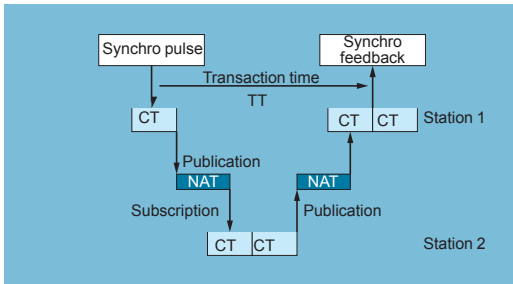 Synchro pulse
Synchro
feedback
Transaction time
TT
CT
CT CT
Station 1
Publication
NAT
NAT
Subscription
Publication
CT CT
Station 2